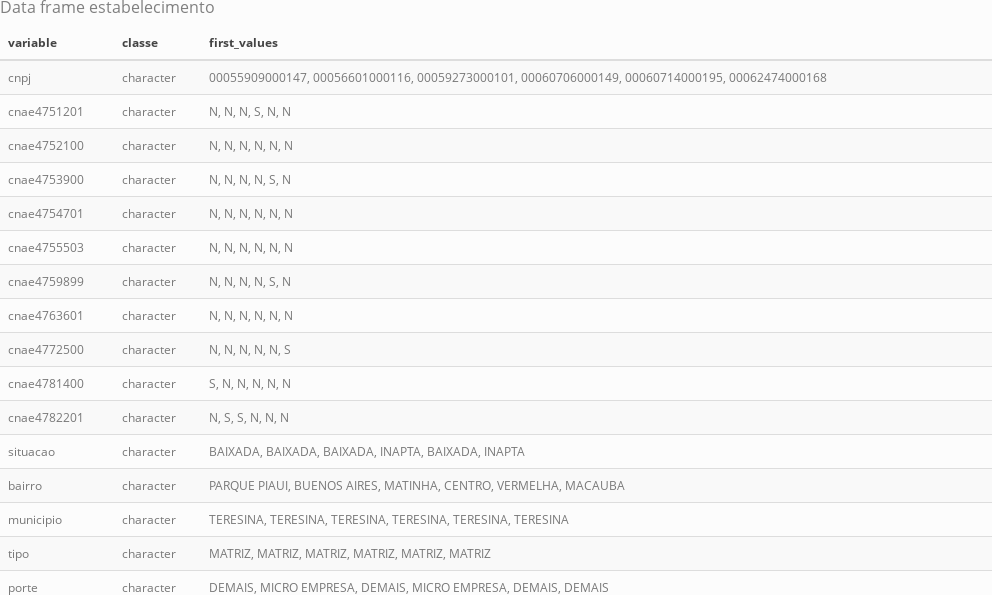 Data frame estabelecimento
variable classe first_values
cnpj character 00055909000147, 00056601000116, 00059273000101, 00060706000149, 00060714000195, 00062474000168
cnae4751201 character N, N, N, S, N, N
cnae4752100 character N, N, N, N, N, N
cnae4753900 character N, N, N, N, S, N
cnae4754701 character N, N, N, N, N, N
cnae4755503 character N, N, N, N, N, N
cnae4759899 character N, N, N, N, S, N
cnae4763601 character N, N, N, N, N, N
cnae4772500 character N, N, N, N, N, S
cnae4781400 character S, N, N, N, N, N
cnae4782201 character N, S, S, N, N, N
situacao character BAIXADA, BAIXADA, BAIXADA, INAPTA, BAIXADA, INAPTA
bairro character PARQUE PIAUI, BUENOS AIRES, MATINHA, CENTRO, VERMELHA, MACAUBA
municipio character TERESINA, TERESINA, TERESINA, TERESINA, TERESINA, TERESINA
tipo character MATRIZ, MATRIZ, MATRIZ, MATRIZ, MATRIZ, MATRIZ
porte character DEMAIS, MICRO EMPRESA, DEMAIS, MICRO EMPRESA, DEMAIS, DEMAIS